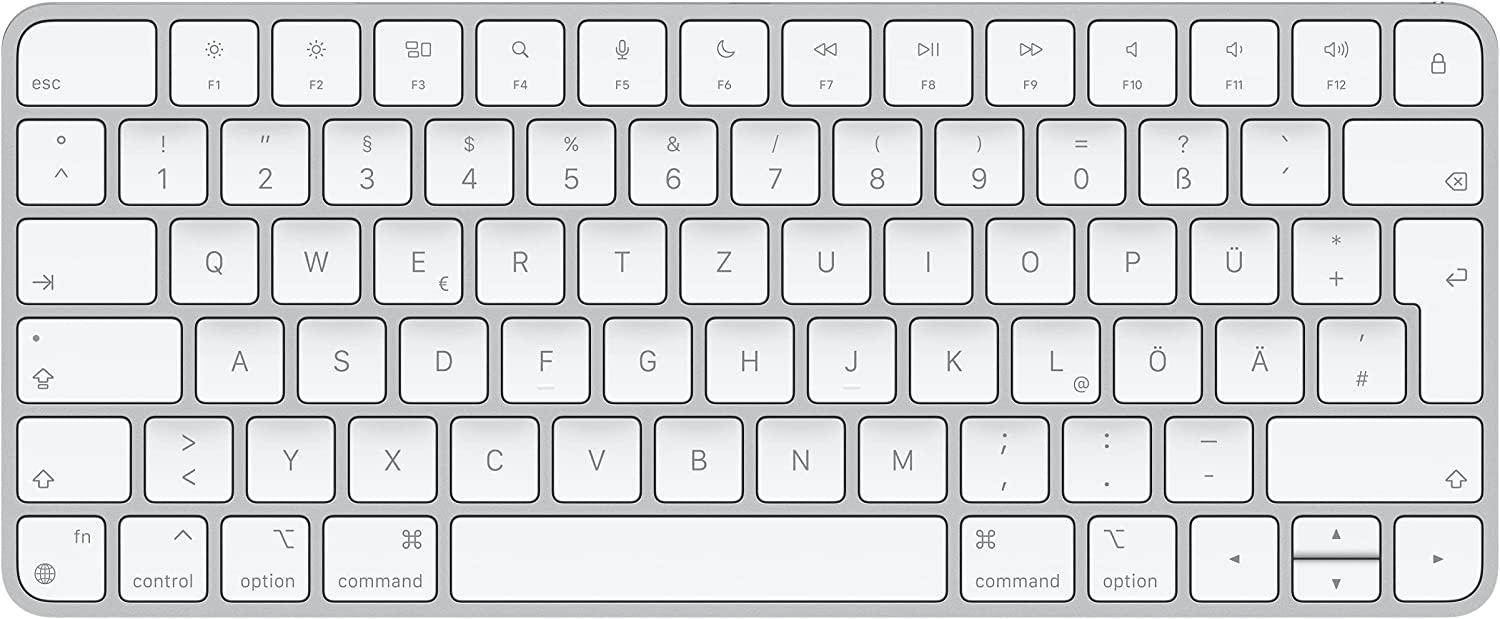 esc F1 F2 F3 F4 F5 F6 F7 F8 F9 F10 F11 F12
° ! " § $ % & / ( ) = ? `
^ 1 2 3 4 5 6 7 8 9 0 ß ´
Q W E € R T Z U I O P Ü * +
A S D F G H J K L @ Ö Ä ' #
> < Y X C V B N M ; , : . — -
fn control option command command option